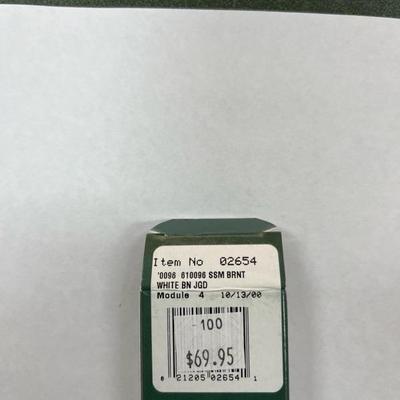 Item No 02654
'0096 610096 SSM BRNT
WHITE BN JGD
Module 4 10/13/00
-100
$69.95
0 21205 02654 1